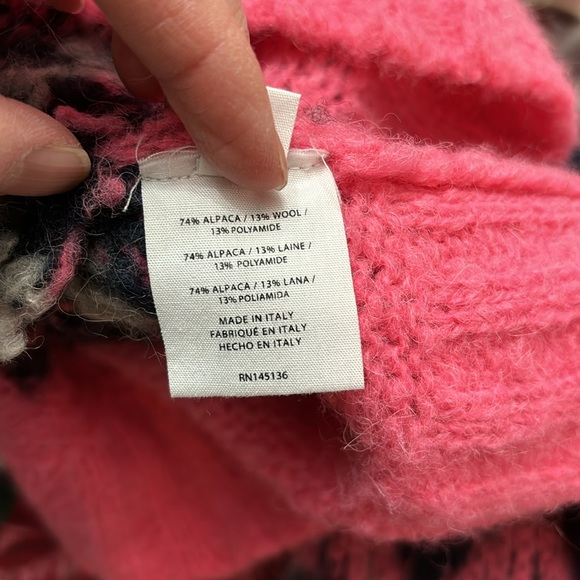 74% ALPACA / 13% WOOL /
13% POLYAMIDE
74% ALPACA / 13% LAINE /
13% POLYAMIDE
74% ALPACA / 13% LANA /
13% POLIAMIDA
MADE IN ITALY
FABRIQUÉ EN ITALY
HECHO EN ITALY
RN145136